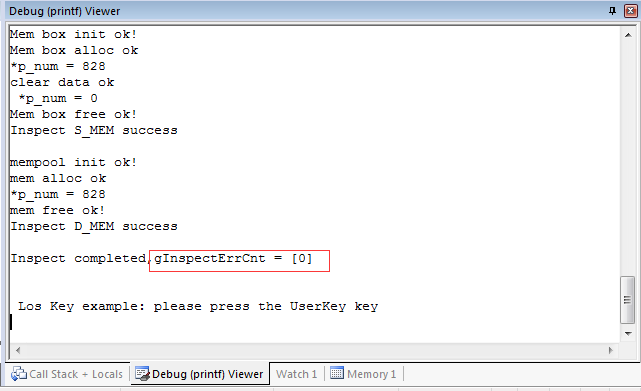 Debug (printf) Viewer
Mem box init ok!
Mem box alloc ok
*p_num = 828
clear data ok
*p_num = 0
Mem box free ok!
Inspect S_MEM success
mempool init ok!
mem alloc ok
*p_num = 828
mem free ok!
Inspect D_MEM success
Inspect completed,gInspectErrCnt = [0]
Los Key example: please press the UserKey key
Call Stack + Locals Debug (printf) Viewer Watch 1 Memory 1